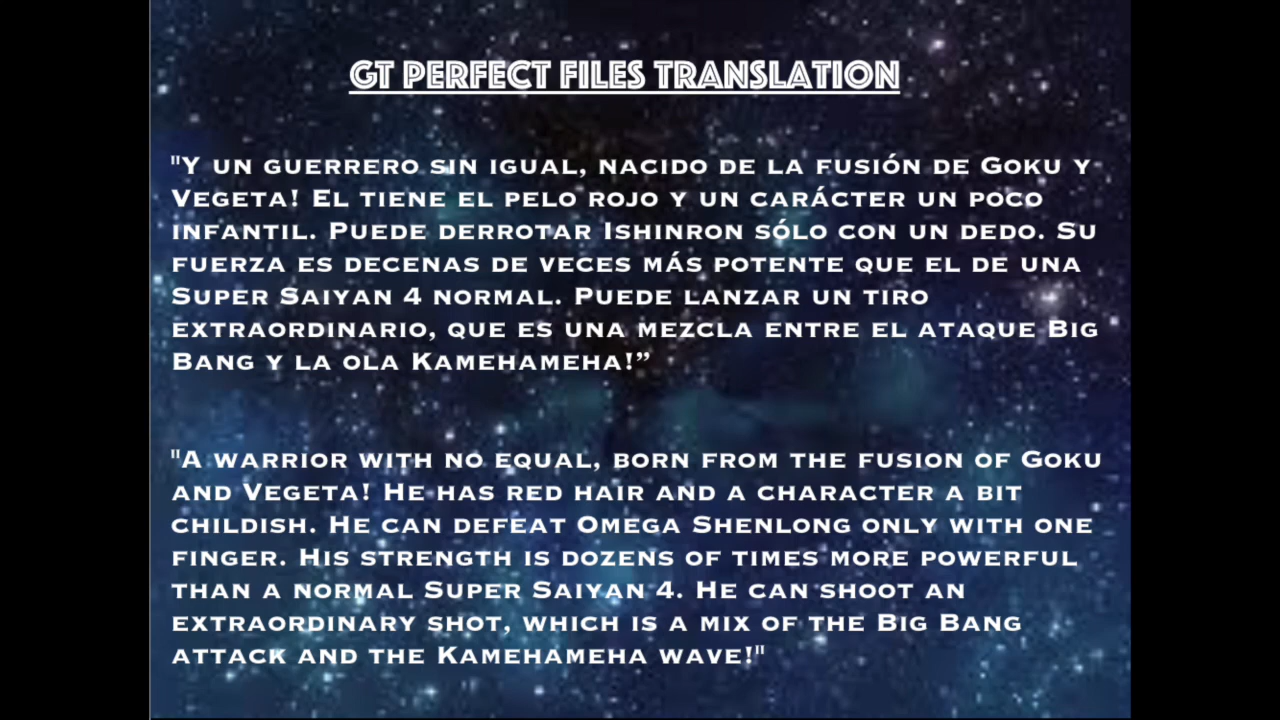 GT PERFECT FILES TRANSLATION
"Y UN GUERRERO SIN IGUAL, NACIDO DE LA FUSIÓN DE GOKU Y
VEGETA! EL TIENE EL PELO ROJO Y UN CARÁCTER UN POCO
INFANTIL. PUEDE DERROTAR ISHINRON SÓLO CON UN DEDO. SU
FUERZA ES DECENAS DE VECES MÁS POTENTE QUE EL DE UNA
SUPER SAIYAN 4 NORMAL. PUEDE LANZAR UN TIRO
EXTRAORDINARIO, QUE ES UNA MEZCLA ENTRE EL ATAQUE BIG
BANG Y LA OLA KAMEHAMEHA!”
"A WARRIOR WITH NO EQUAL, BORN FROM THE FUSION OF GOKU
AND VEGETA! HE HAS RED HAIR AND A CHARACTER A BIT
CHILDISH. HE CAN DEFEAT OMEGA SHENLONG ONLY WITH ONE
FINGER. HIS STRENGTH IS DOZENS OF TIMES MORE POWERFUL
THAN A NORMAL SUPER SAIYAN 4. HE CAN SHOOT AN
EXTRAORDINARY SHOT, WHICH IS A MIX OF THE BIG BANG
ATTACK AND THE KAMEHAMEHA WAVE!"